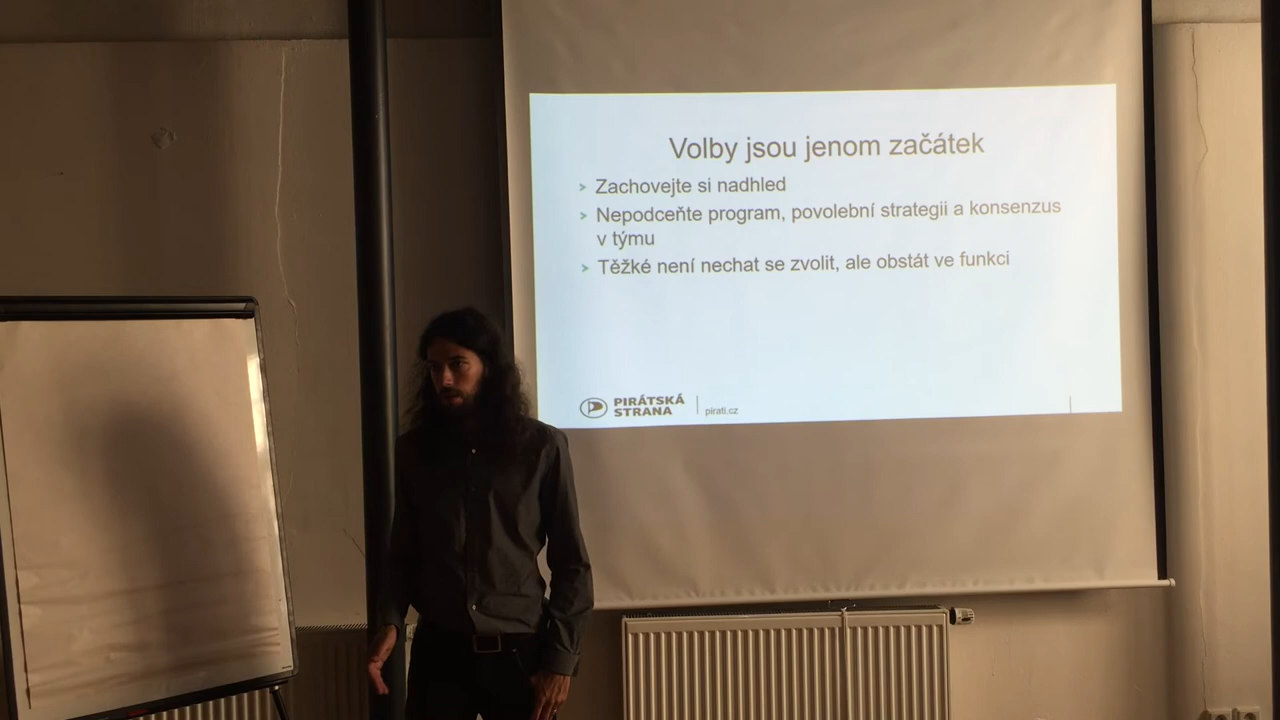 Volby jsou jenom začátek
Zachovejte si nadhled
Nepodceňte program, povolební strategii a konsenzus
v týmu
Těžké není nechat se zvolit, ale obstát ve funkci
PIRÁTSKÁ
STRANA
pirati.cz